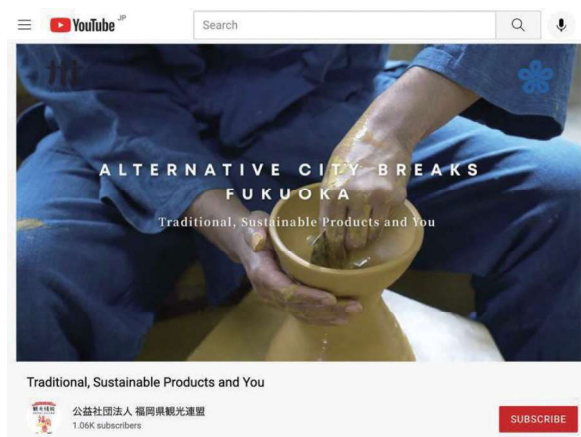 YouTube JP
Search
ALTERNATIVE CITY BREAKS
FUKUOKA
Traditional, Sustainable Products and You
Traditional, Sustainable Products and You
公益社団法人 福岡県観光連盟
1.06K subscribers
SUBSCRIBE